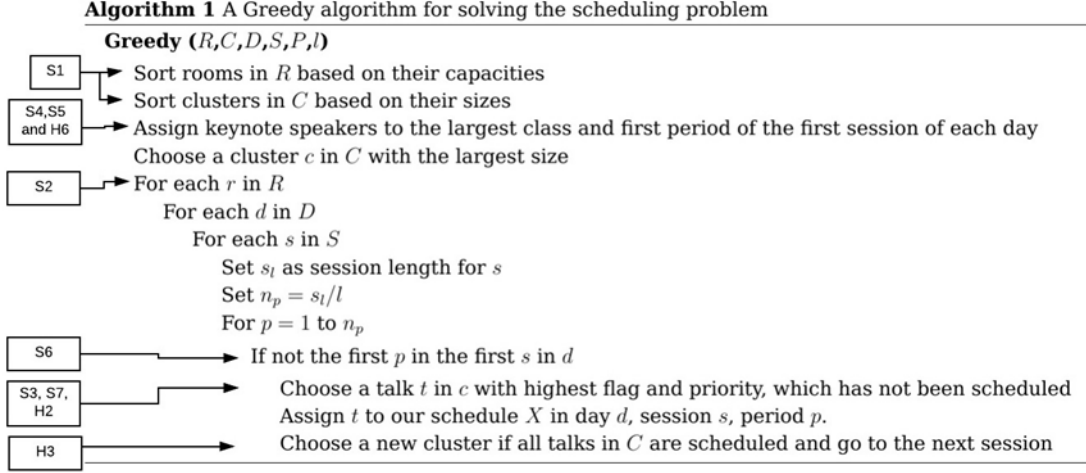 Algorithm 1 A Greedy algorithm for solving the scheduling problem
Greedy (R,C,D,S,P,l)
S1
Sort rooms in R based on their capacities
Sort clusters in C based on their sizes
S4,S5
and H6
Assign keynote speakers to the largest class and first period of the first session of each day
Choose a cluster c in C with the largest size
S2
For each r in R
For each d in D
For each s in S
Set s_l as session length for s
Set n_p = s_l/l
For p = 1 to n_p
S6
If not the first p in the first s in d
S3, S7,
H2
Choose a talk t in c with highest flag and priority, which has not been scheduled
Assign t to our schedule X in day d, session s, period p.
H3
Choose a new cluster if all talks in C are scheduled and go to the next session